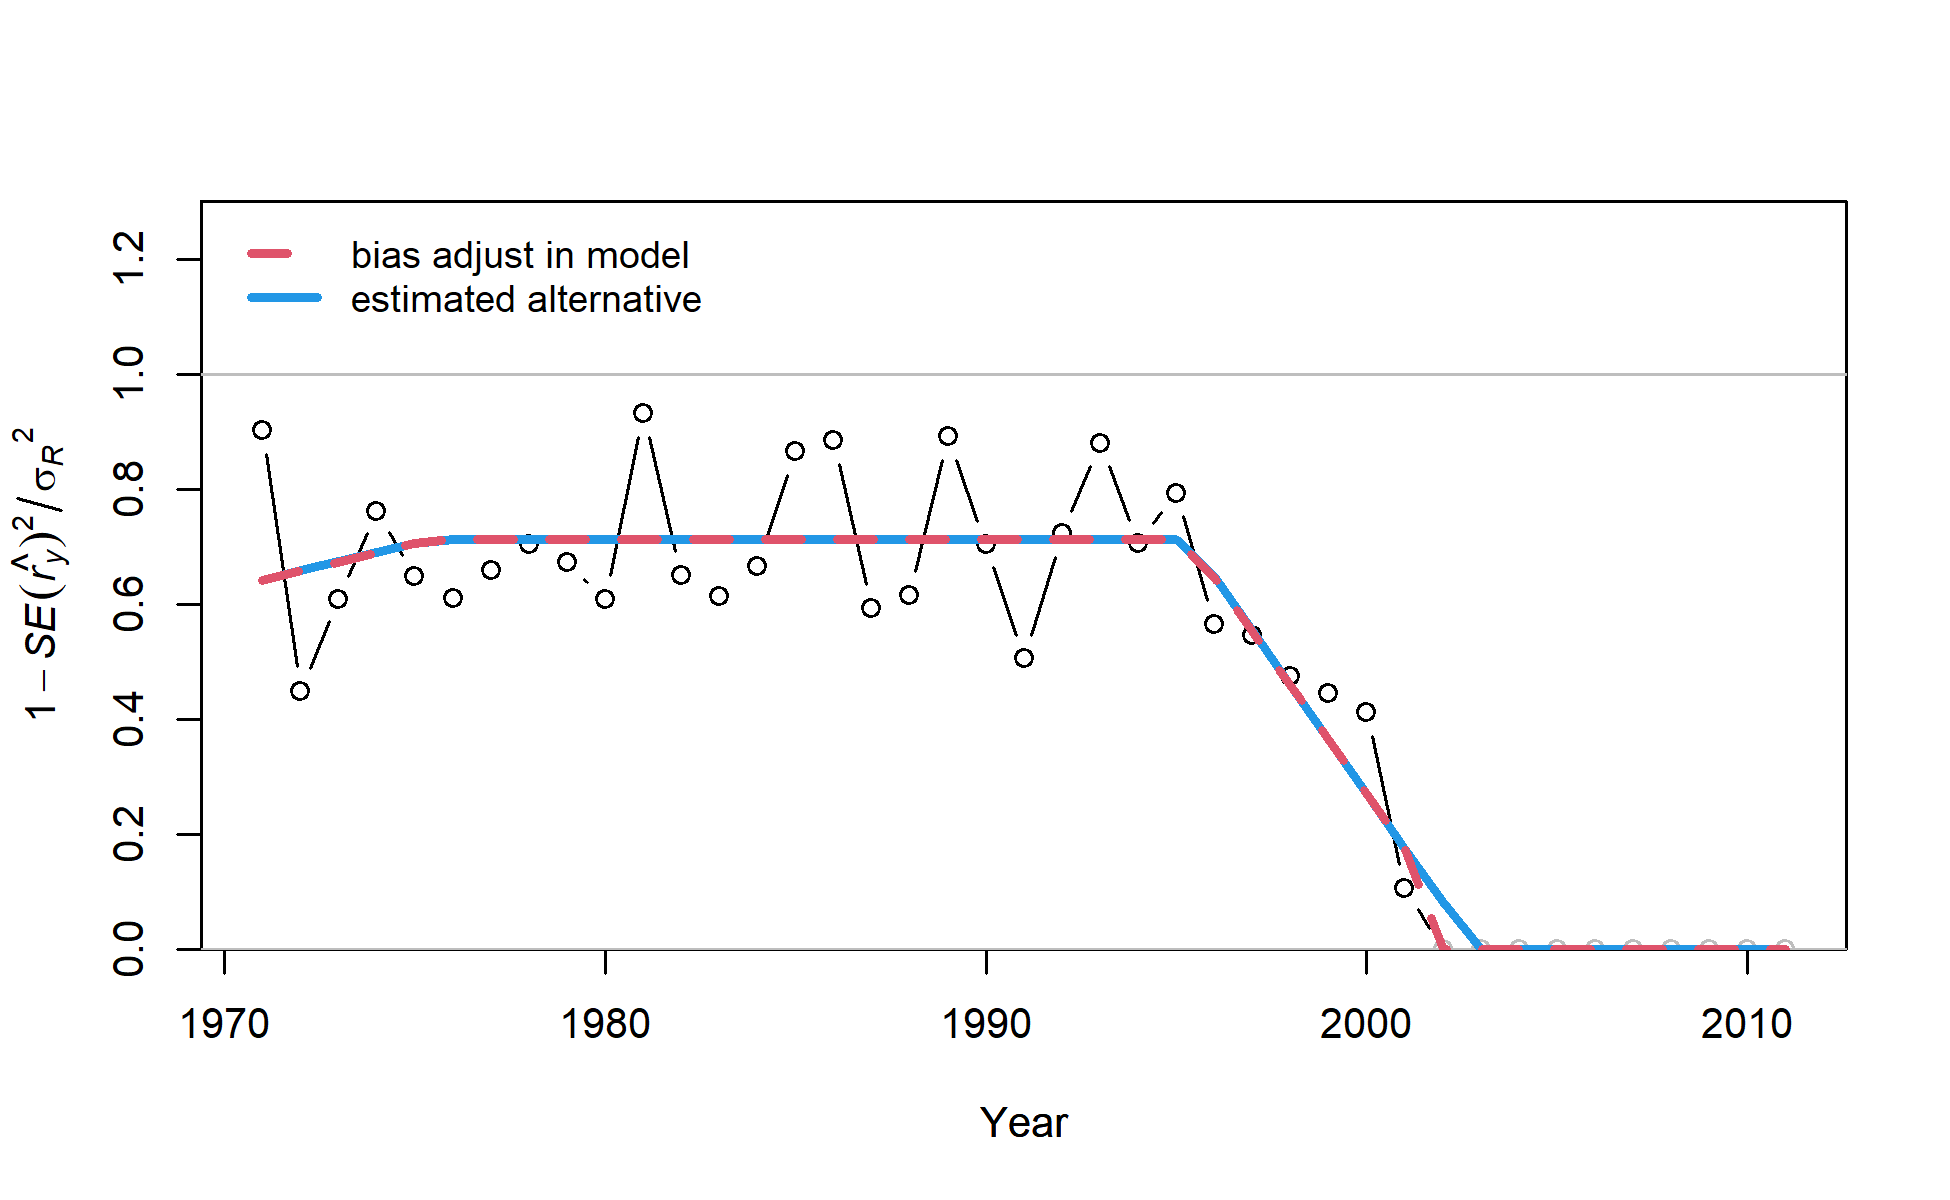 bias adjust in model
estimated alternative
1 − SE(r̂y)² / σR²
1.2
1.0
0.8
0.6
0.4
0.2
0.0
1970 1980 1990 2000 2010
Year